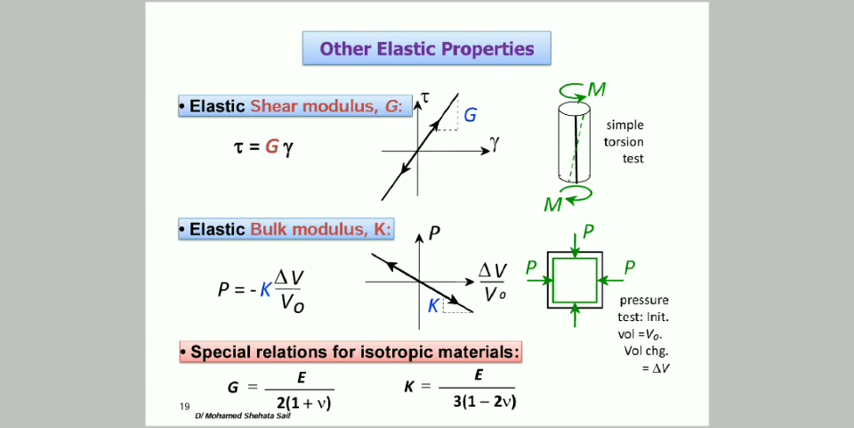 Other Elastic Properties
• Elastic Shear modulus, G:
τ = G γ
τ
G
γ
M
simple
torsion
test
M
• Elastic Bulk modulus, K:
P = - K ΔV
Vo
P
ΔV
Vo
K
P
P
P
pressure
test: Init.
vol =Vo.
Vol chg.
= ΔV
• Special relations for isotropic materials:
G = E
2(1 + ν)
K = E
3(1 – 2ν)
19
D/ Mohamed Shehata Saif